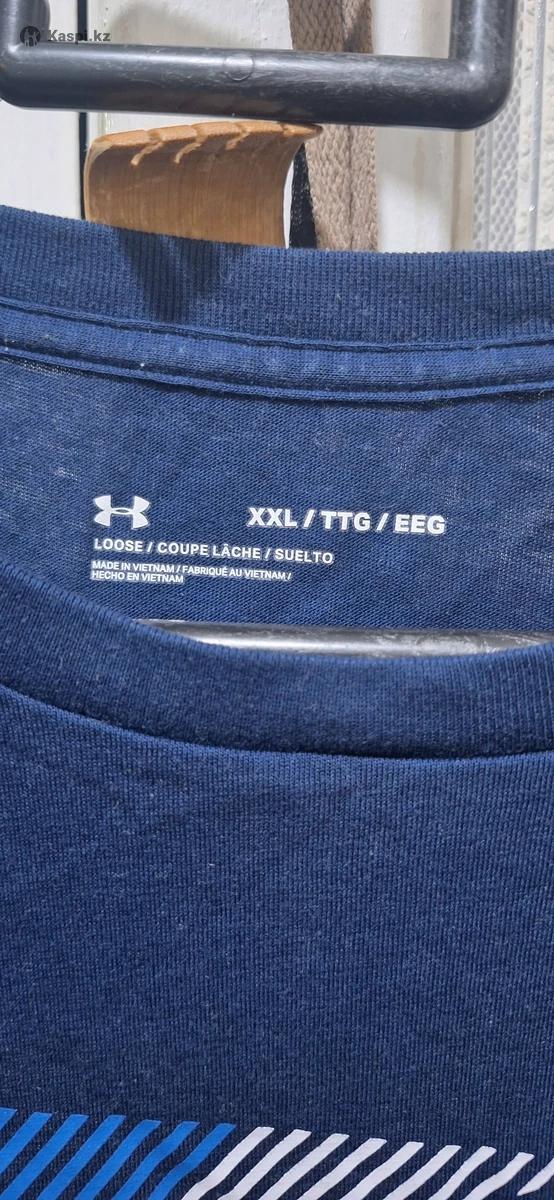 Kaspi.kz
XXL / TTG / EEG
LOOSE / COUPE LÂCHE / SUELTO
MADE IN VIETNAM / FABRIQUÉ AU VIETNAM /
HECHO EN VIETNAM